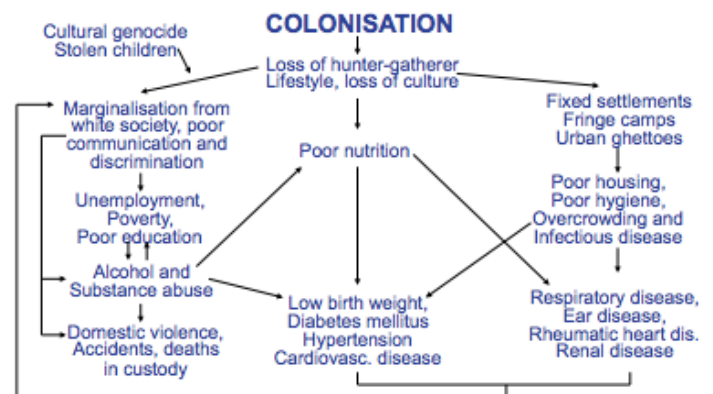 COLONISATION
Cultural genocide
Stolen children
Loss of hunter-gatherer
Lifestyle, loss of culture
Marginalisation from
white society, poor
communication and
discrimination
Fixed settlements
Fringe camps
Urban ghettoes
Poor nutrition
Unemployment,
Poverty,
Poor education
Poor housing,
Poor hygiene,
Overcrowding and
Infectious disease
Alcohol and
Substance abuse
Low birth weight,
Diabetes mellitus
Hypertension
Cardiovasc. disease
Respiratory disease,
Ear disease,
Rheumatic heart dis.
Renal disease
Domestic violence,
Accidents, deaths
in custody